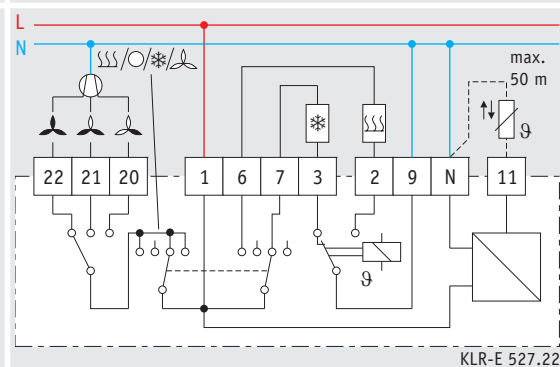 L
N
max.
50 m
ϑ
22 21 20 1 6 7 3 2 9 N 11
ϑ
KLR-E 527.22